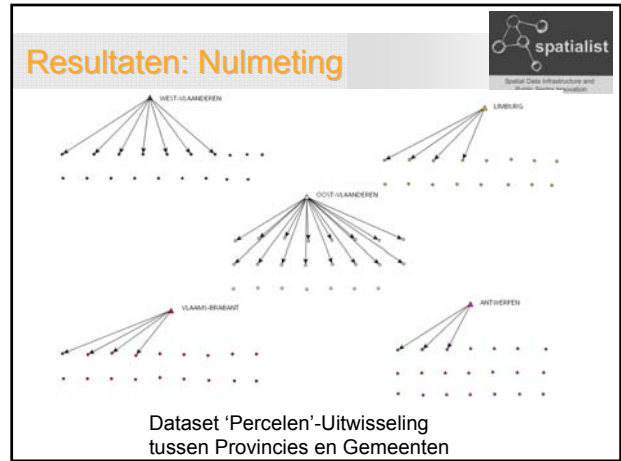 Resultaten: Nulmeting
spatialist
Spatial Data Infrastructure and
Public Sector Innovation
WEST-VLAANDEREN
LIMBURG
OOST-VLAANDEREN
VLAAMS-BRABANT
ANTWERPEN
Dataset ‘Percelen’-Uitwisseling
tussen Provincies en Gemeenten